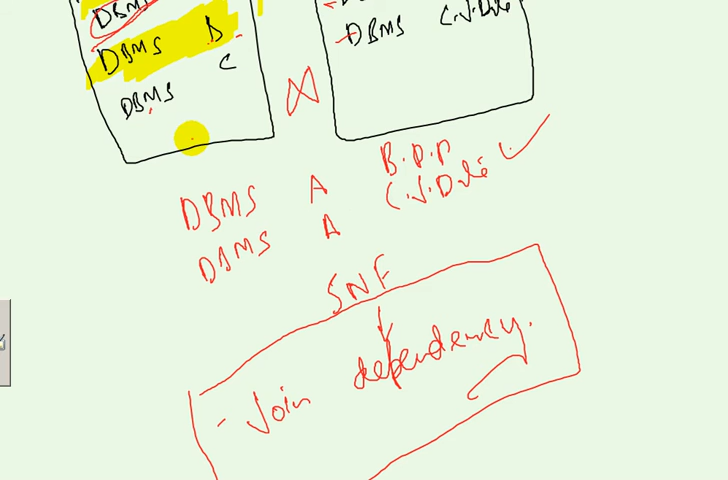 DBMS
DBMS B
DBMS C
DBMS C.J.Date
DBMS A B.P.P
DBMS A C.J.Date
5NF
- Join dependency.